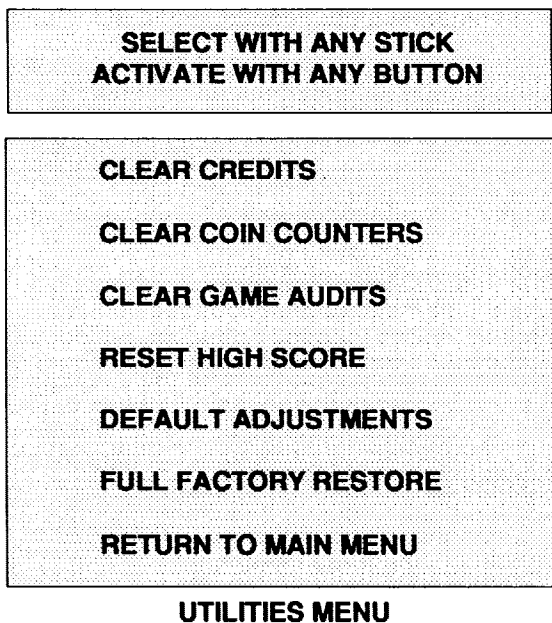 SELECT WITH ANY STICK
ACTIVATE WITH ANY BUTTON
CLEAR CREDITS
CLEAR COIN COUNTERS
CLEAR GAME AUDITS
RESET HIGH SCORE
DEFAULT ADJUSTMENTS
FULL FACTORY RESTORE
RETURN TO MAIN MENU
UTILITIES MENU